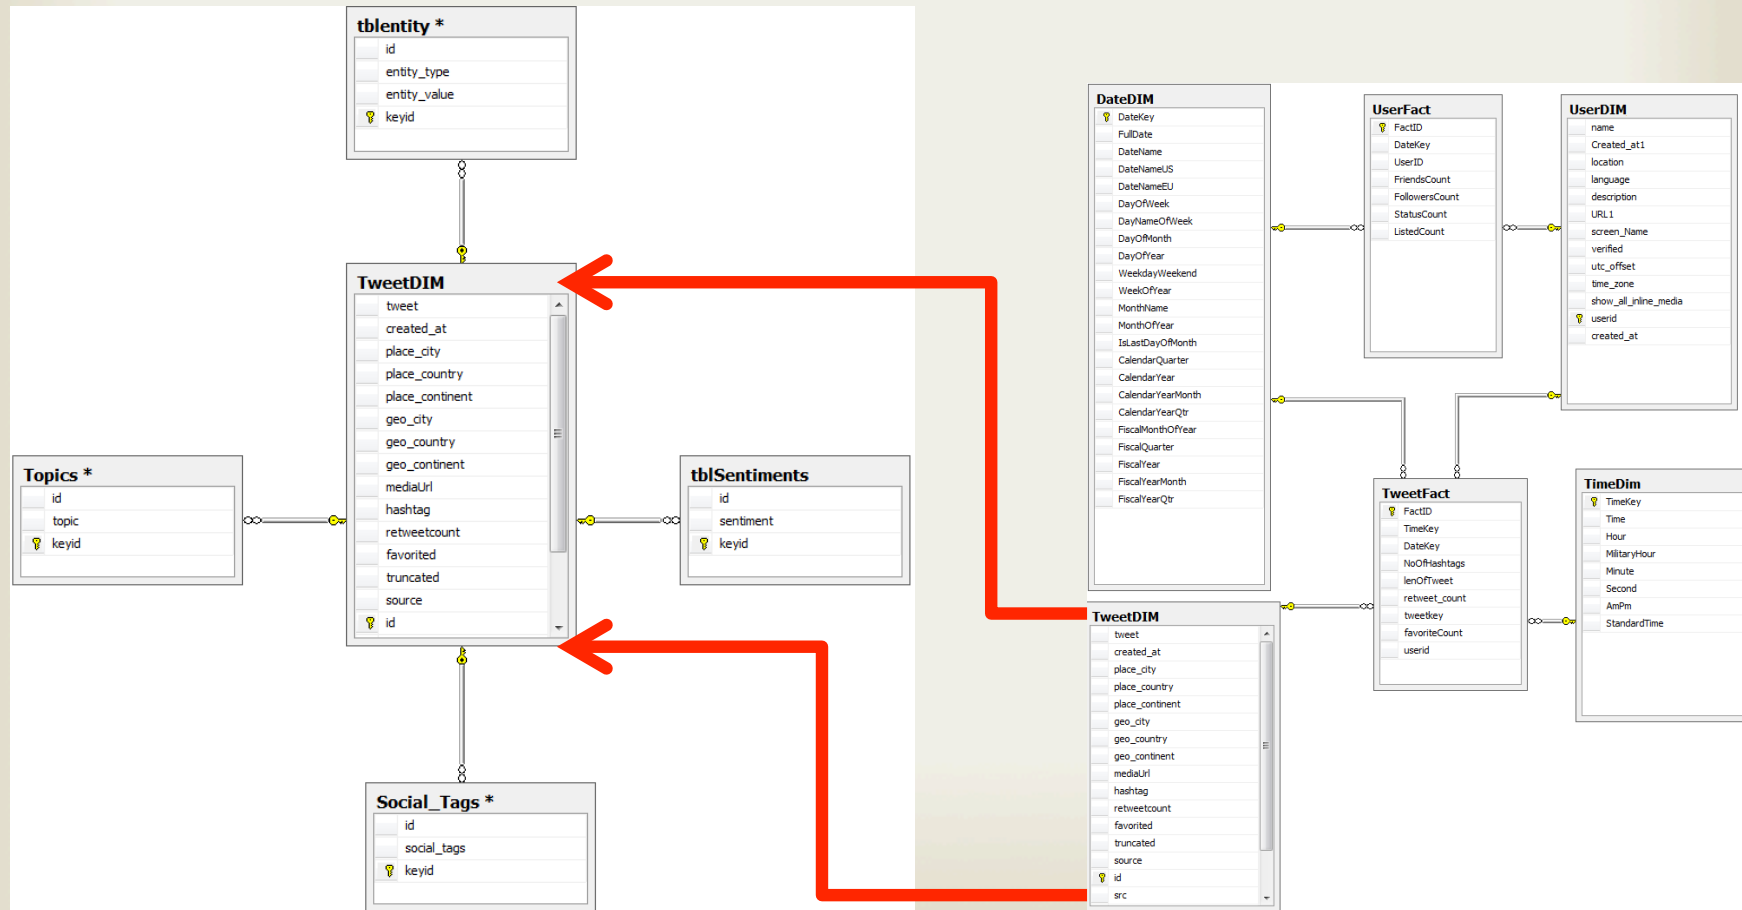 tblentity *
id
entity_type
entity_value
keyid
TweetDIM
tweet
created_at
place_city
place_country
place_continent
geo_city
geo_country
geo_continent
mediaUrl
hashtag
retweetcount
favorited
truncated
source
id
Topics *
id
topic
keyid
tblSentiments
id
sentiment
keyid
Social_Tags *
id
social_tags
keyid
DateDIM
DateKey
FullDate
DateName
DateNameUS
DateNameEU
DayOfWeek
DayNameOfWeek
DayOfMonth
DayOfYear
WeekdayWeekend
WeekOfYear
MonthName
MonthOfYear
IsLastDayOfMonth
CalendarQuarter
CalendarYear
CalendarYearMonth
CalendarYearQtr
FiscalMonthOfYear
FiscalQuarter
FiscalYear
FiscalYearMonth
FiscalYearQtr
UserFact
FactID
DateKey
UserID
FriendsCount
FollowersCount
StatusCount
ListedCount
UserDIM
name
Created_at1
location
language
description
URL1
screen_Name
verified
utc_offset
time_zone
show_all_inline_media
userid
created_at
TweetFact
FactID
TimeKey
DateKey
NoOfHashtags
lenOfTweet
retweet_count
tweetkey
favoriteCount
userid
TimeDim
TimeKey
Time
Hour
MilitaryHour
Minute
Second
AmPm
StandardTime
TweetDIM
tweet
created_at
place_city
place_country
place_continent
geo_city
geo_country
geo_continent
mediaUrl
hashtag
retweetcount
favorited
truncated
source
id
src